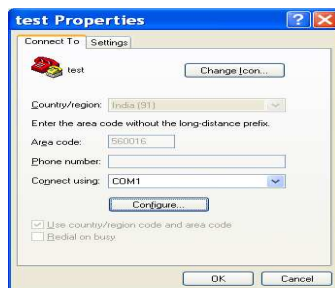 test Properties
Connect To Settings
test Change Icon...
Country/region: India (91)
Enter the area code without the long-distance prefix.
Area code: 560016
Phone number:
Connect using: COM1
Configure...
Use country/region code and area code
Redial on busy
OK Cancel